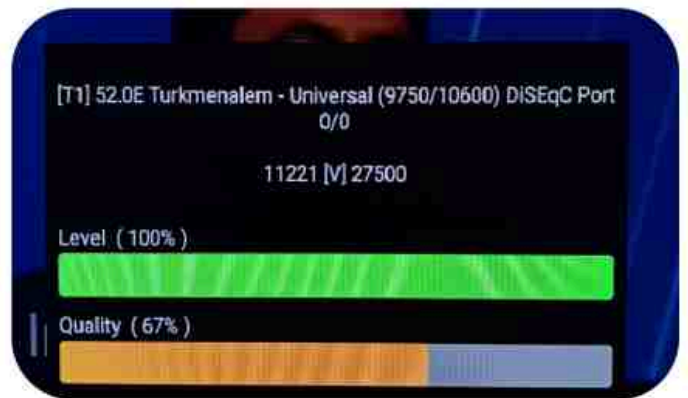 [T1] 52.0E Turkmenalem - Universal (9750/10600) DiSEqC Port
0/0
11221 [V] 27500
Level ( 100% )
Quality ( 67% )